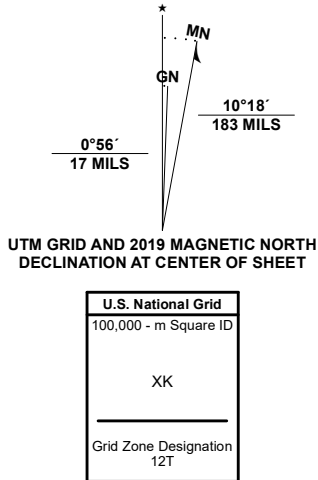 ★
MN
GN
0°56´
17 MILS
10°18´
183 MILS
UTM GRID AND 2019 MAGNETIC NORTH
DECLINATION AT CENTER OF SHEET
U.S. National Grid
100,000 - m Square ID
XK
Grid Zone Designation
12T